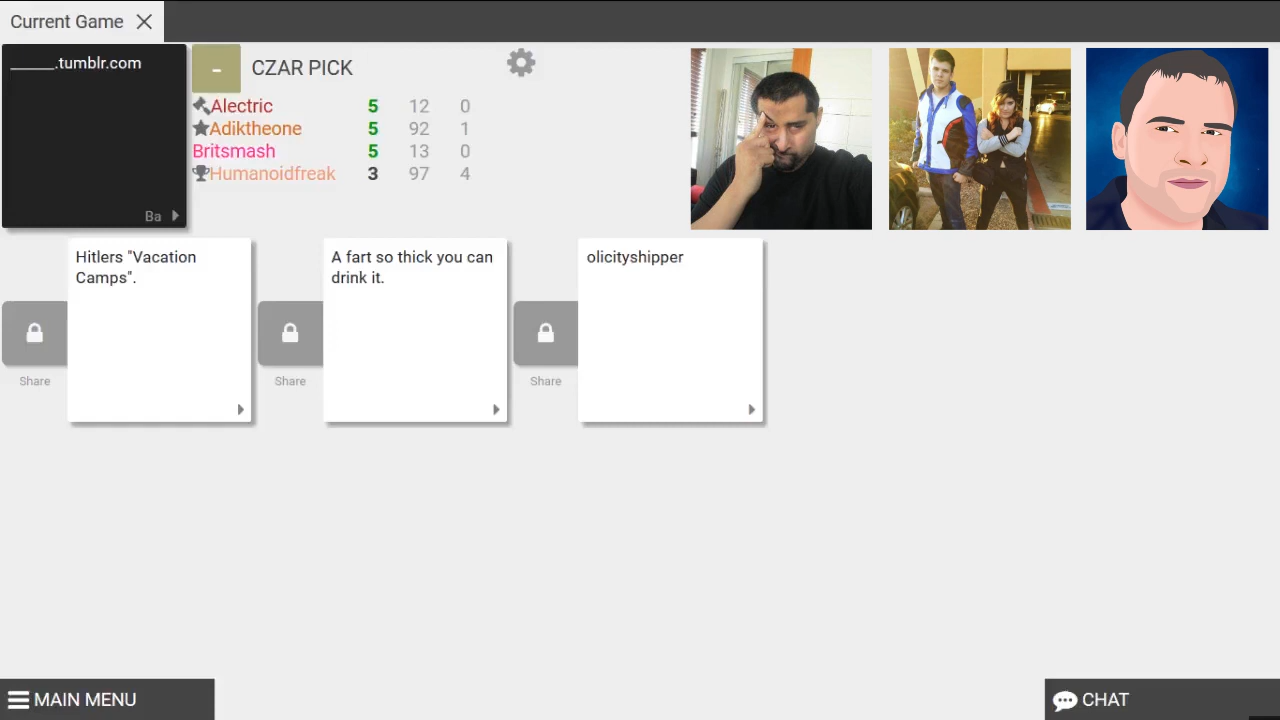 Current Game
_____.tumblr.com
Ba
-
CZAR PICK
Alectric 5 12 0
Adiktheone 5 92 1
Britsmash 5 13 0
Humanoidfreak 3 97 4
Hitlers "Vacation
Camps".
Share
A fart so thick you can
drink it.
Share
olicityshipper
Share
MAIN MENU
CHAT